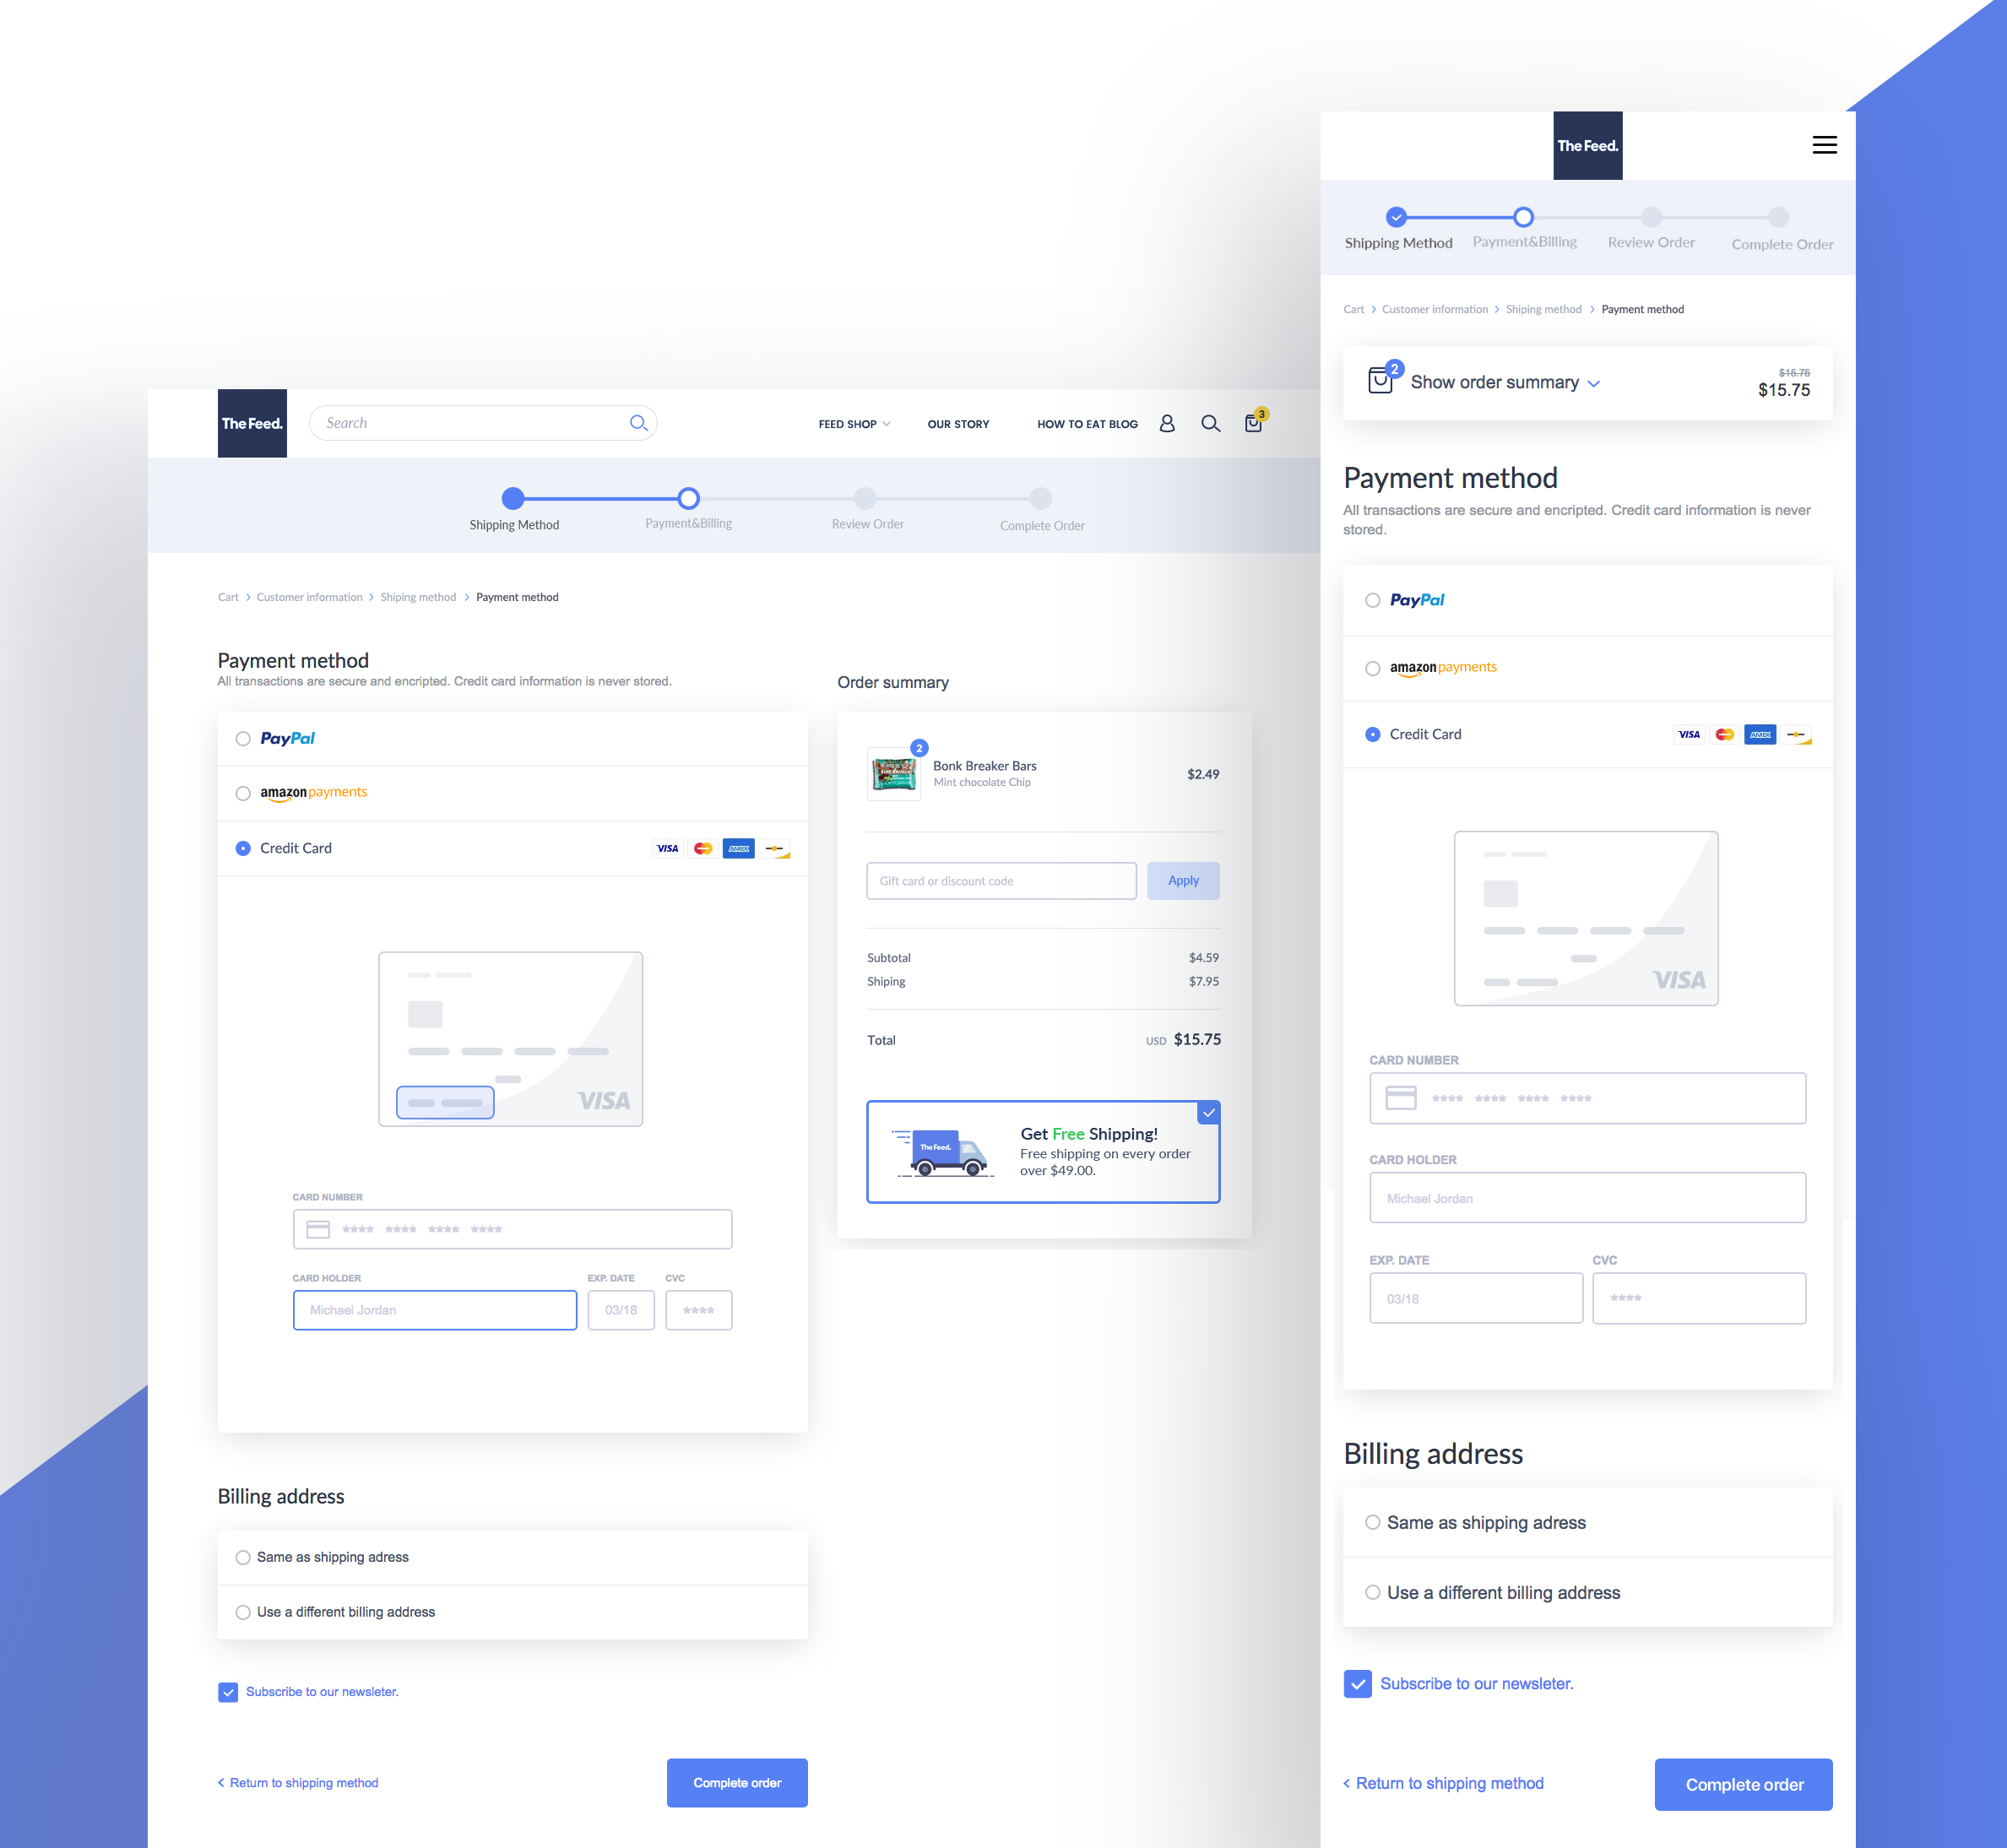 The Feed.
Search
FEED SHOP
OUR STORY
HOW TO EAT BLOG
3
Shipping Method
Payment&Billing
Review Order
Complete Order
Cart > Customer information > Shiping method > Payment method
Payment method
All transactions are secure and encripted. Credit card information is never stored.
PayPal
amazon payments
Credit Card
VISA
AMEX
VISA
CARD NUMBER
**** **** **** ****
CARD HOLDER
EXP. DATE
CVC
Michael Jordan
03/18
****
Billing address
Same as shipping adress
Use a different billing address
Subscribe to our newsleter.
< Return to shipping method
Complete order
Order summary
2
Bonk Breaker Bars
Mint chocolate Chip
$2.49
BONK BREAKER
Gift card or discount code
Apply
Subtotal
$4.59
Shiping
$7.95
Total
USD $15.75
The Feed.
Get Free Shipping!
Free shipping on every order
over $49.00.
The Feed.
Shipping Method
Payment&Billing
Review Order
Complete Order
Cart > Customer information > Shiping method > Payment method
2
Show order summary
$15.75
$15.75
Payment method
All transactions are secure and encripted. Credit card information is never
stored.
PayPal
amazon payments
Credit Card
VISA
AMEX
VISA
CARD NUMBER
**** **** **** ****
CARD HOLDER
Michael Jordan
EXP. DATE
CVC
03/18
****
Billing address
Same as shipping adress
Use a different billing address
Subscribe to our newsleter.
< Return to shipping method
Complete order